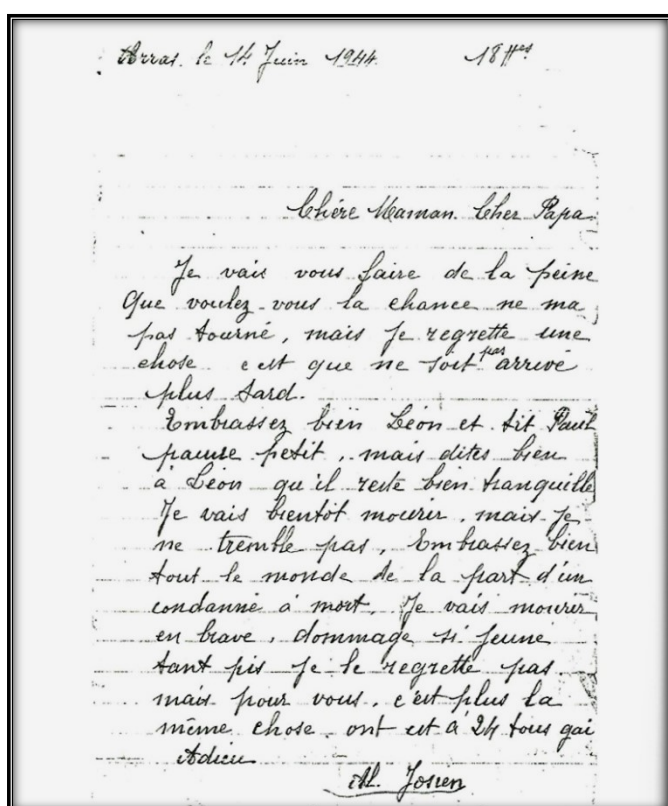 Arras. le 14 Juin 1944. 18 Hes
Chère Maman. Cher Papa.
Je vais vous faire de la peine
Que voulez-vous la chance ne ma
pas tourné, mais je regrette une
chose c est que ne soit pas arrivé
plus tard.
Embrassez bien Léon et tit Paul
pauvre petit, mais dites bien
à Léon qu'il reste bien tranquille
Je vais bientôt mourir, mais je
ne tremble pas, Embrassez bien
tout le monde de la part d'un
condanné à mort, Je vais mourir
en brave, dommage si jeune
tant pis je le regrette pas
mais pour vous, c'est plus la
même chose. ont est à 24 tous gai
Adieu
Al. Josien